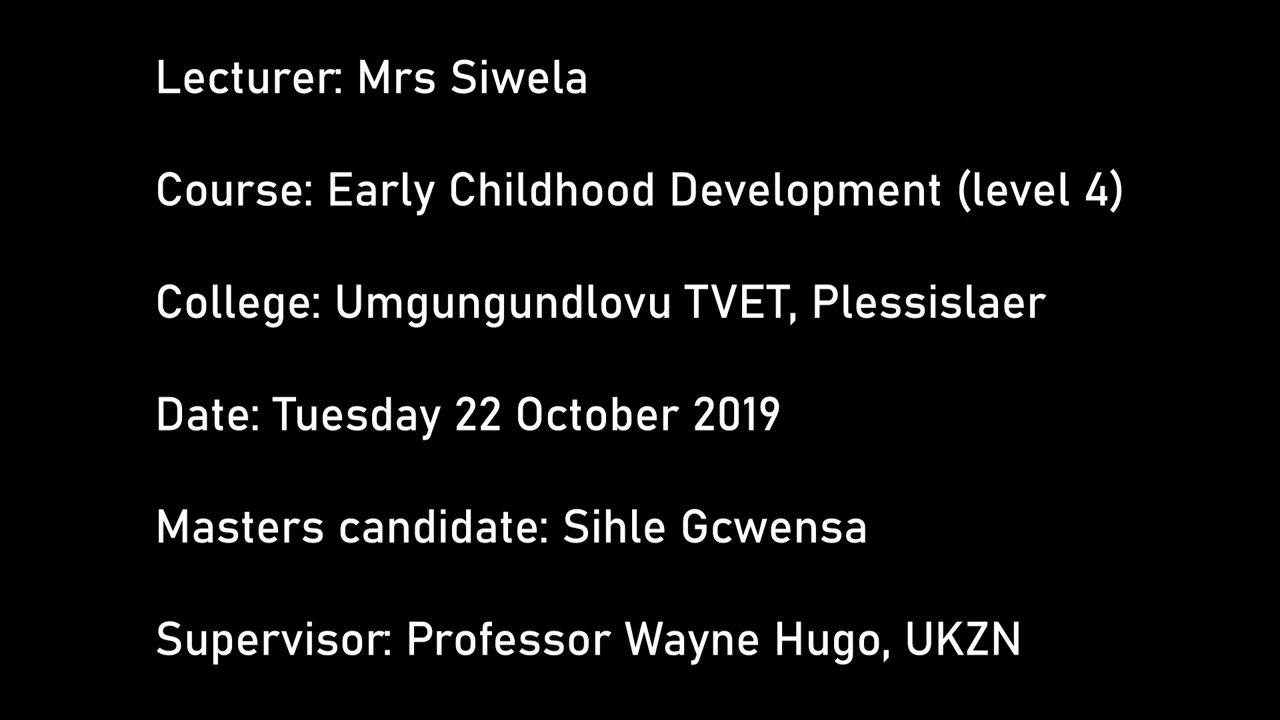 Lecturer: Mrs Siwela
Course: Early Childhood Development (level 4)
College: Umgungundlovu TVET, Plessislaer
Date: Tuesday 22 October 2019
Masters candidate: Sihle Gcwensa
Supervisor: Professor Wayne Hugo, UKZN